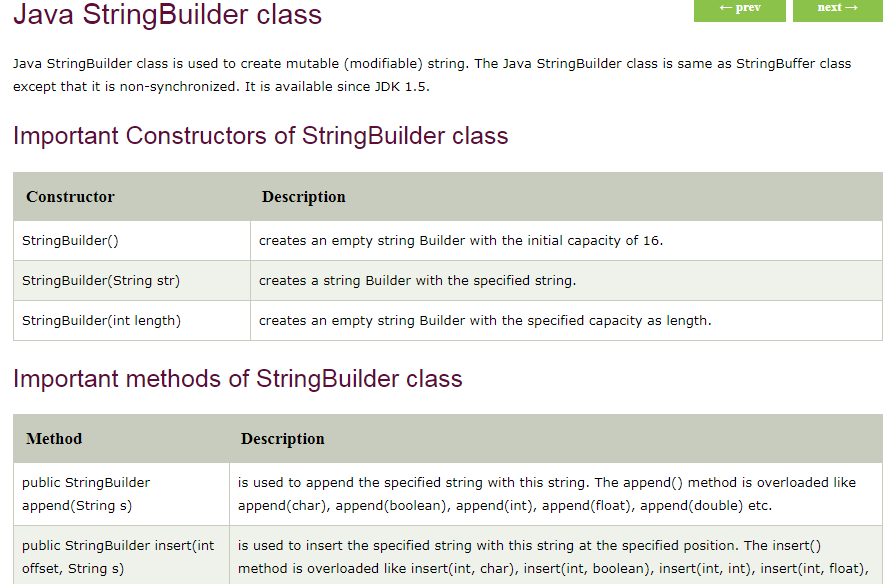 Java StringBuilder class
← prev
next →
Java StringBuilder class is used to create mutable (modifiable) string. The Java StringBuilder class is same as StringBuffer class
except that it is non-synchronized. It is available since JDK 1.5.
Important Constructors of StringBuilder class
Constructor
Description
StringBuilder()
creates an empty string Builder with the initial capacity of 16.
StringBuilder(String str)
creates a string Builder with the specified string.
StringBuilder(int length)
creates an empty string Builder with the specified capacity as length.
Important methods of StringBuilder class
Method
Description
public StringBuilder
append(String s)
is used to append the specified string with this string. The append() method is overloaded like
append(char), append(boolean), append(int), append(float), append(double) etc.
public StringBuilder insert(int
offset, String s)
is used to insert the specified string with this string at the specified position. The insert()
method is overloaded like insert(int, char), insert(int, boolean), insert(int, int), insert(int, float),